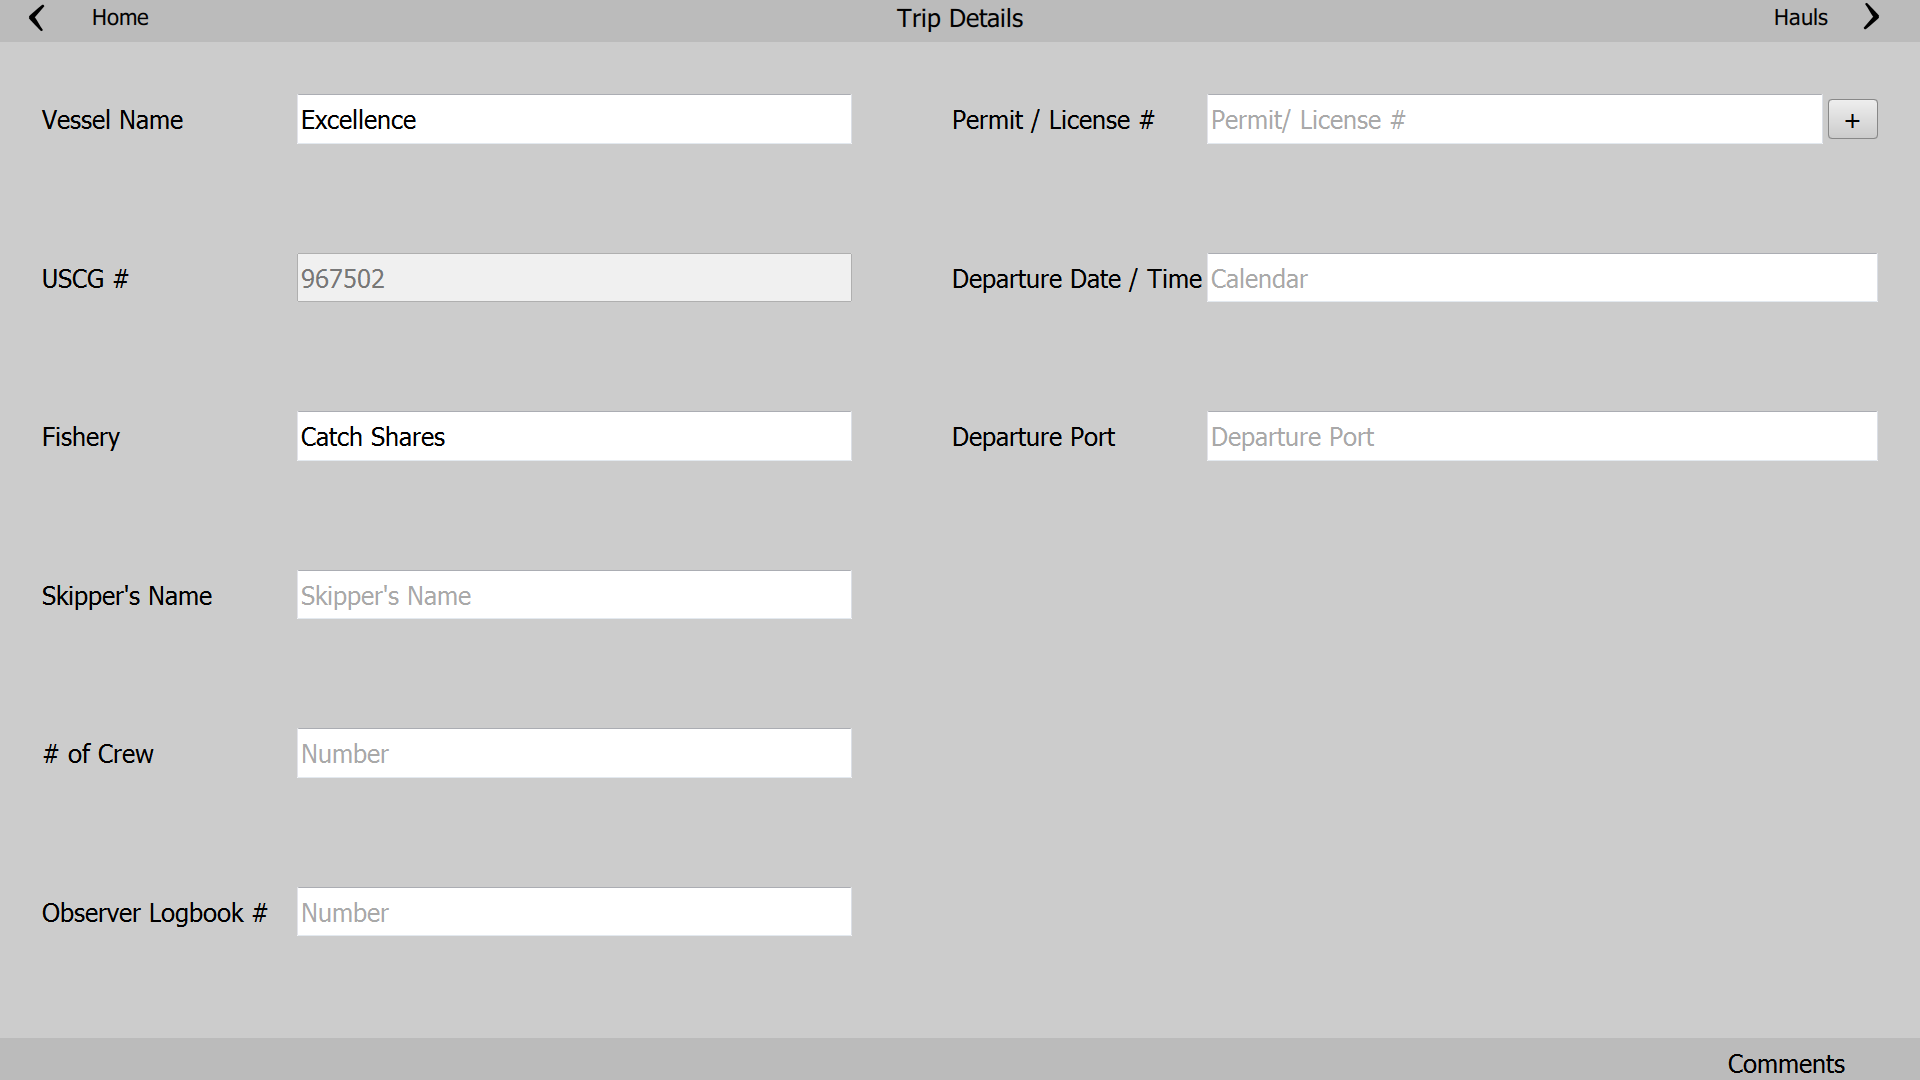 Home
Trip Details
Hauls
Vessel Name
Excellence
Permit / License #
Permit/ License #
+
USCG #
967502
Departure Date / Time
Calendar
Fishery
Catch Shares
Departure Port
Departure Port
Skipper's Name
Skipper's Name
# of Crew
Number
Observer Logbook #
Number
Comments